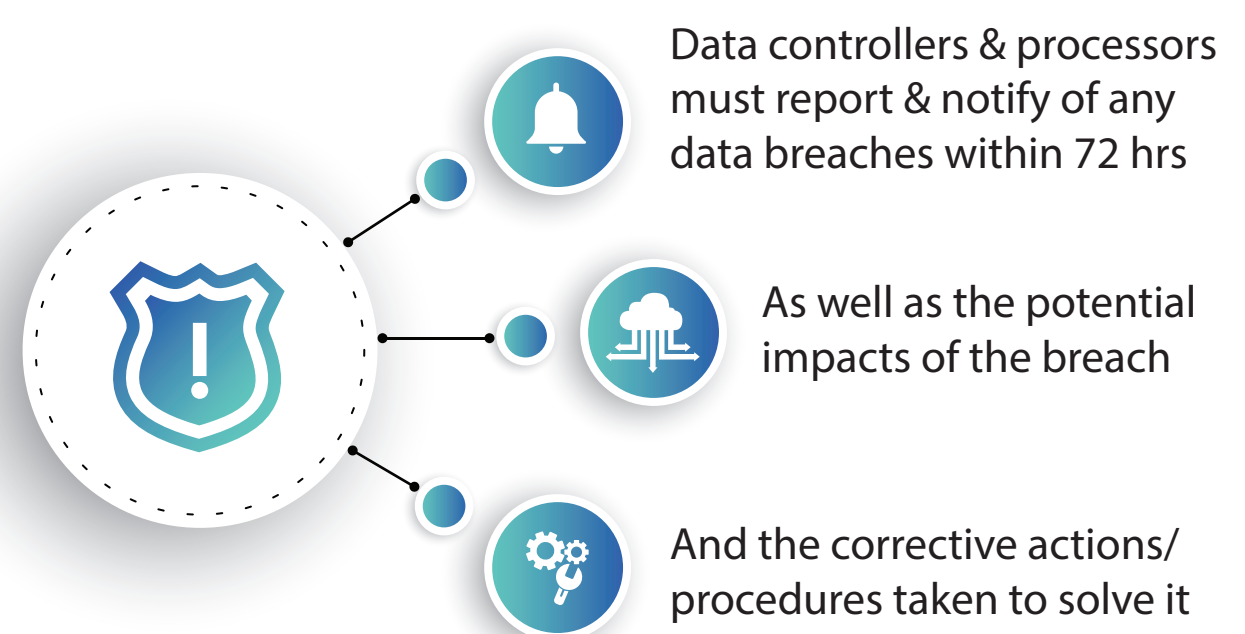 Data controllers & processors
must report & notify of any
data breaches within 72 hrs
As well as the potential
impacts of the breach
And the corrective actions/
procedures taken to solve it